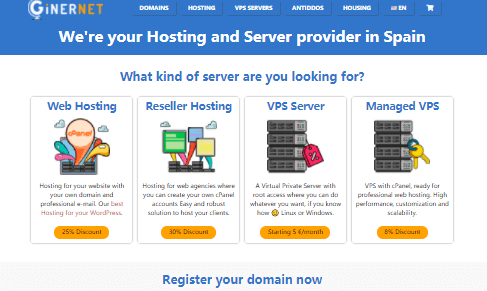 GiNERNET
DOMAINS HOSTING VPS SERVERS ANTIDDOS HOUSING EN
We're your Hosting and Server provider in Spain
What kind of server are you looking for?
Web Hosting
cPanel
Hosting for your website with
your own domain and
professional e-mail. Our best
Hosting for your WordPress.
25% Discount
Reseller Hosting
Hosting for web agencies where
you can create your own cPanel
accounts Easy and robust
solution to host your clients.
30% Discount
VPS Server
A Virtual Private Server with
root access where you can do
whatever you want, if you know
how 😉 Linux or Windows.
Starting 5 €/month
Managed VPS
VPS with cPanel, ready for
professional web hosting. High
performance, customization and
scalability.
8% Discount
Register your domain now